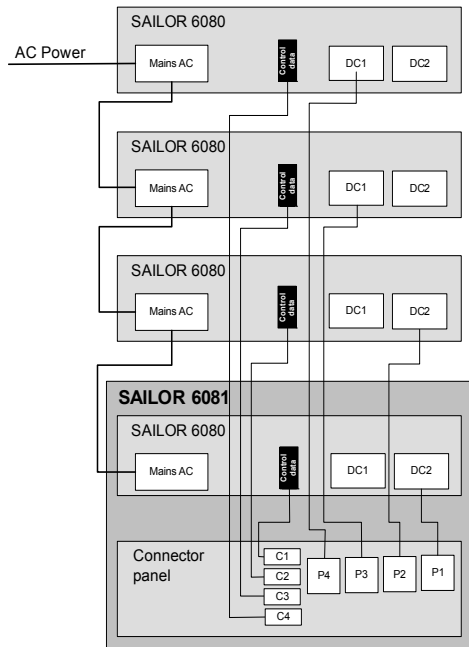 SAILOR 6080
AC Power
Mains AC
Control
data
DC1
DC2
SAILOR 6080
Mains AC
Control
data
DC1
DC2
SAILOR 6080
Mains AC
Control
data
DC1
DC2
SAILOR 6081
SAILOR 6080
Mains AC
Control
data
DC1
DC2
Connector
panel
C1
C2
C3
C4
P4
P3
P2
P1